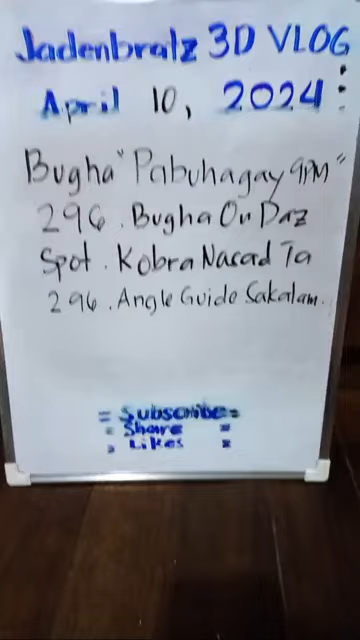 Jadenbralz 3D VLOG
April 10, 2024 :
Bugha "Pabuhagay 9PM"
296. Bugha On Daz
Spot. Kobra Nasad Ta
296. Angle Guide Sakalam.
= Subscribe =
= Share =
= Likes =